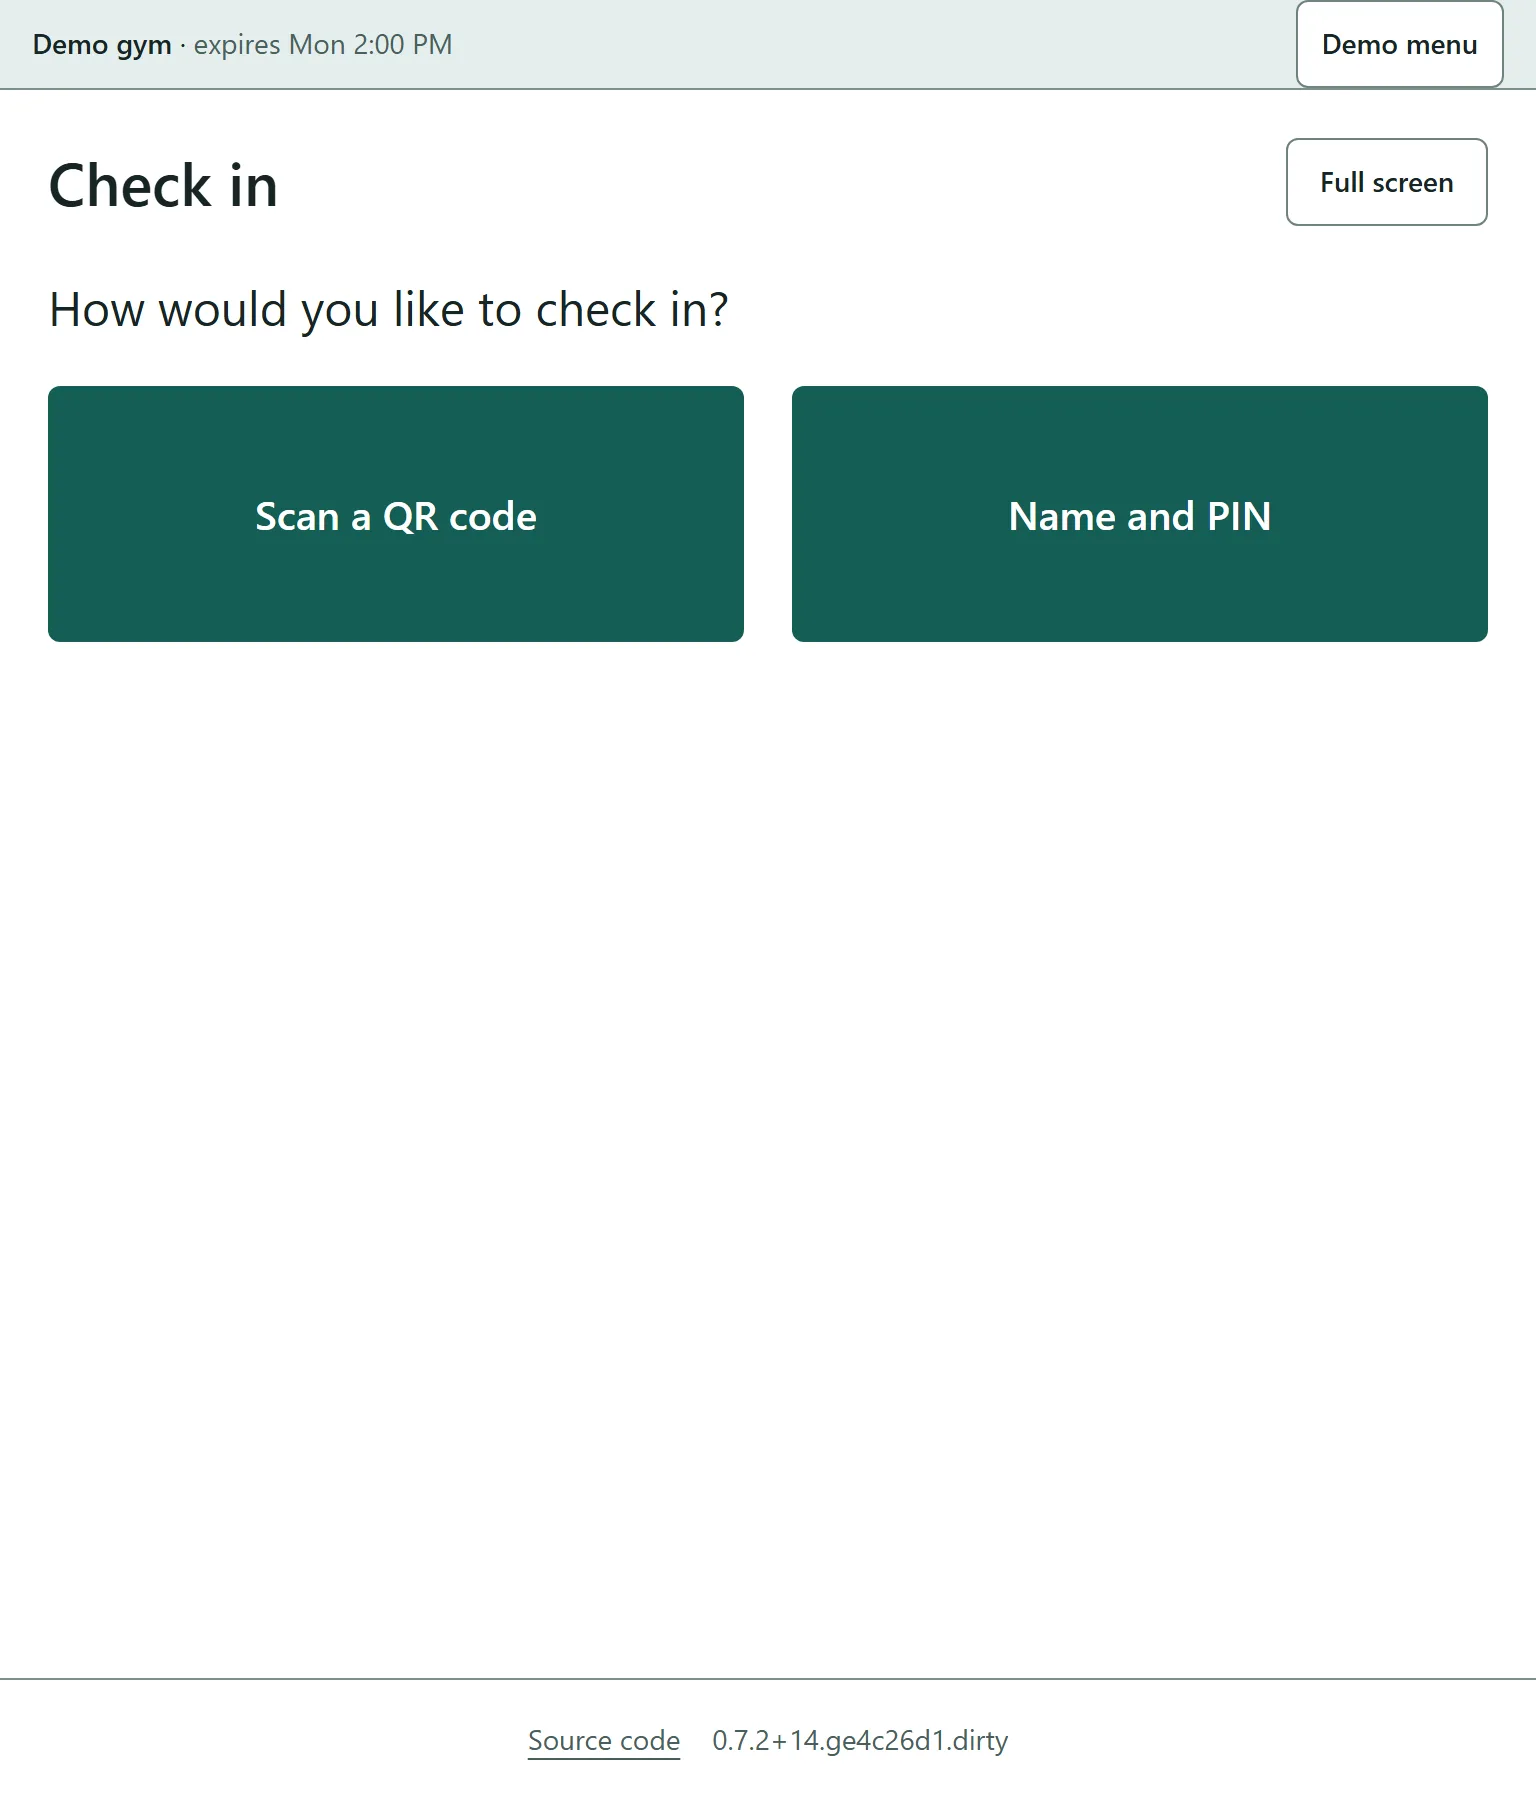 Demo gym · expires Mon 2:00 PM
Demo menu
Check in
Full screen
How would you like to check in?
Scan a QR code
Name and PIN
Source code
0.7.2+14.ge4c26d1.dirty